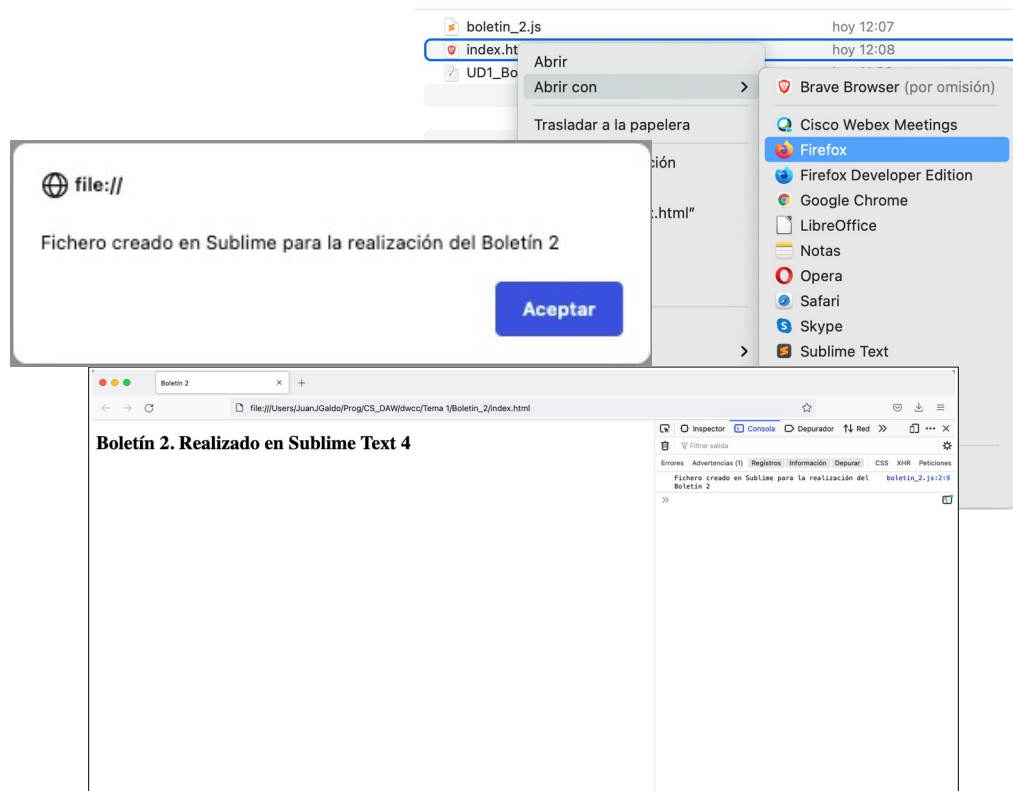 boletin_2.js hoy 12:07
index.ht hoy 12:08
UD1_Bo
Abrir
Abrir con
Trasladar a la papelera
ción
.html"
Brave Browser (por omisión)
Cisco Webex Meetings
Firefox
Firefox Developer Edition
Google Chrome
LibreOffice
Notas
Opera
Safari
Skype
Sublime Text
file://
Fichero creado en Sublime para la realización del Boletín 2
Aceptar
Boletín 2
file:///Users/JuanJGaldo/Prog/CS_DAW/dwcc/Tema 1/Boletin_2/index.html
Boletín 2. Realizado en Sublime Text 4
Inspector Consola Depurador Red
Filtrar salida
Errores Advertencias (1) Registros Información Depurar CSS XHR Peticiones
Fichero creado en Sublime para la realización del boletin_2.js:2:9
Boletín 2